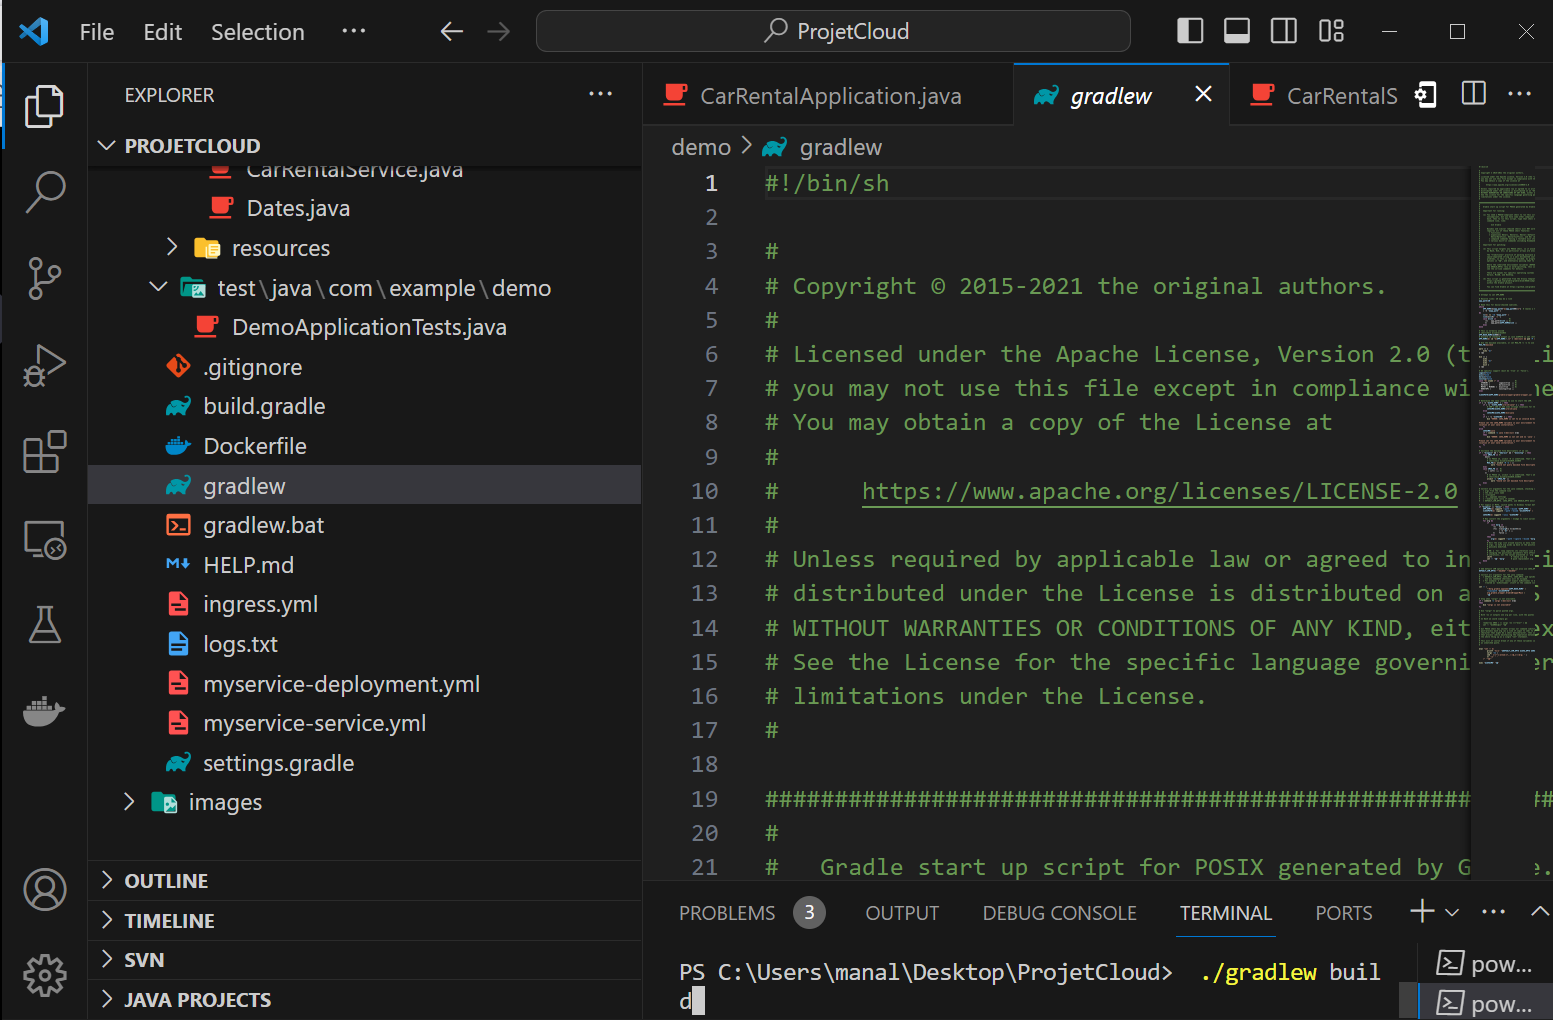 File Edit Selection ··· ProjetCloud
EXPLORER ···
PROJETCLOUD
CarRentalService.java
Dates.java
resources
test\java\com\example\demo
DemoApplicationTests.java
.gitignore
build.gradle
Dockerfile
gradlew
gradlew.bat
HELP.md
ingress.yml
logs.txt
myservice-deployment.yml
myservice-service.yml
settings.gradle
images
OUTLINE
TIMELINE
SVN
JAVA PROJECTS
CarRentalApplication.java gradlew CarRentalS ···
demo > gradlew
1 #!/bin/sh
2
3 #
4 # Copyright © 2015-2021 the original authors.
5 #
6 # Licensed under the Apache License, Version 2.0 (t
7 # you may not use this file except in compliance wi
8 # You may obtain a copy of the License at
9 #
10 # https://www.apache.org/licenses/LICENSE-2.0
11 #
12 # Unless required by applicable law or agreed to in
13 # distributed under the License is distributed on a
14 # WITHOUT WARRANTIES OR CONDITIONS OF ANY KIND, eit
15 # See the License for the specific language governi
16 # limitations under the License.
17 #
18
19 ###################################################
20 #
21 # Gradle start up script for POSIX generated by G
PROBLEMS 3 OUTPUT DEBUG CONSOLE TERMINAL PORTS ···
PS C:\Users\manal\Desktop\ProjetCloud> ./gradlew buil
d
pow...
pow...